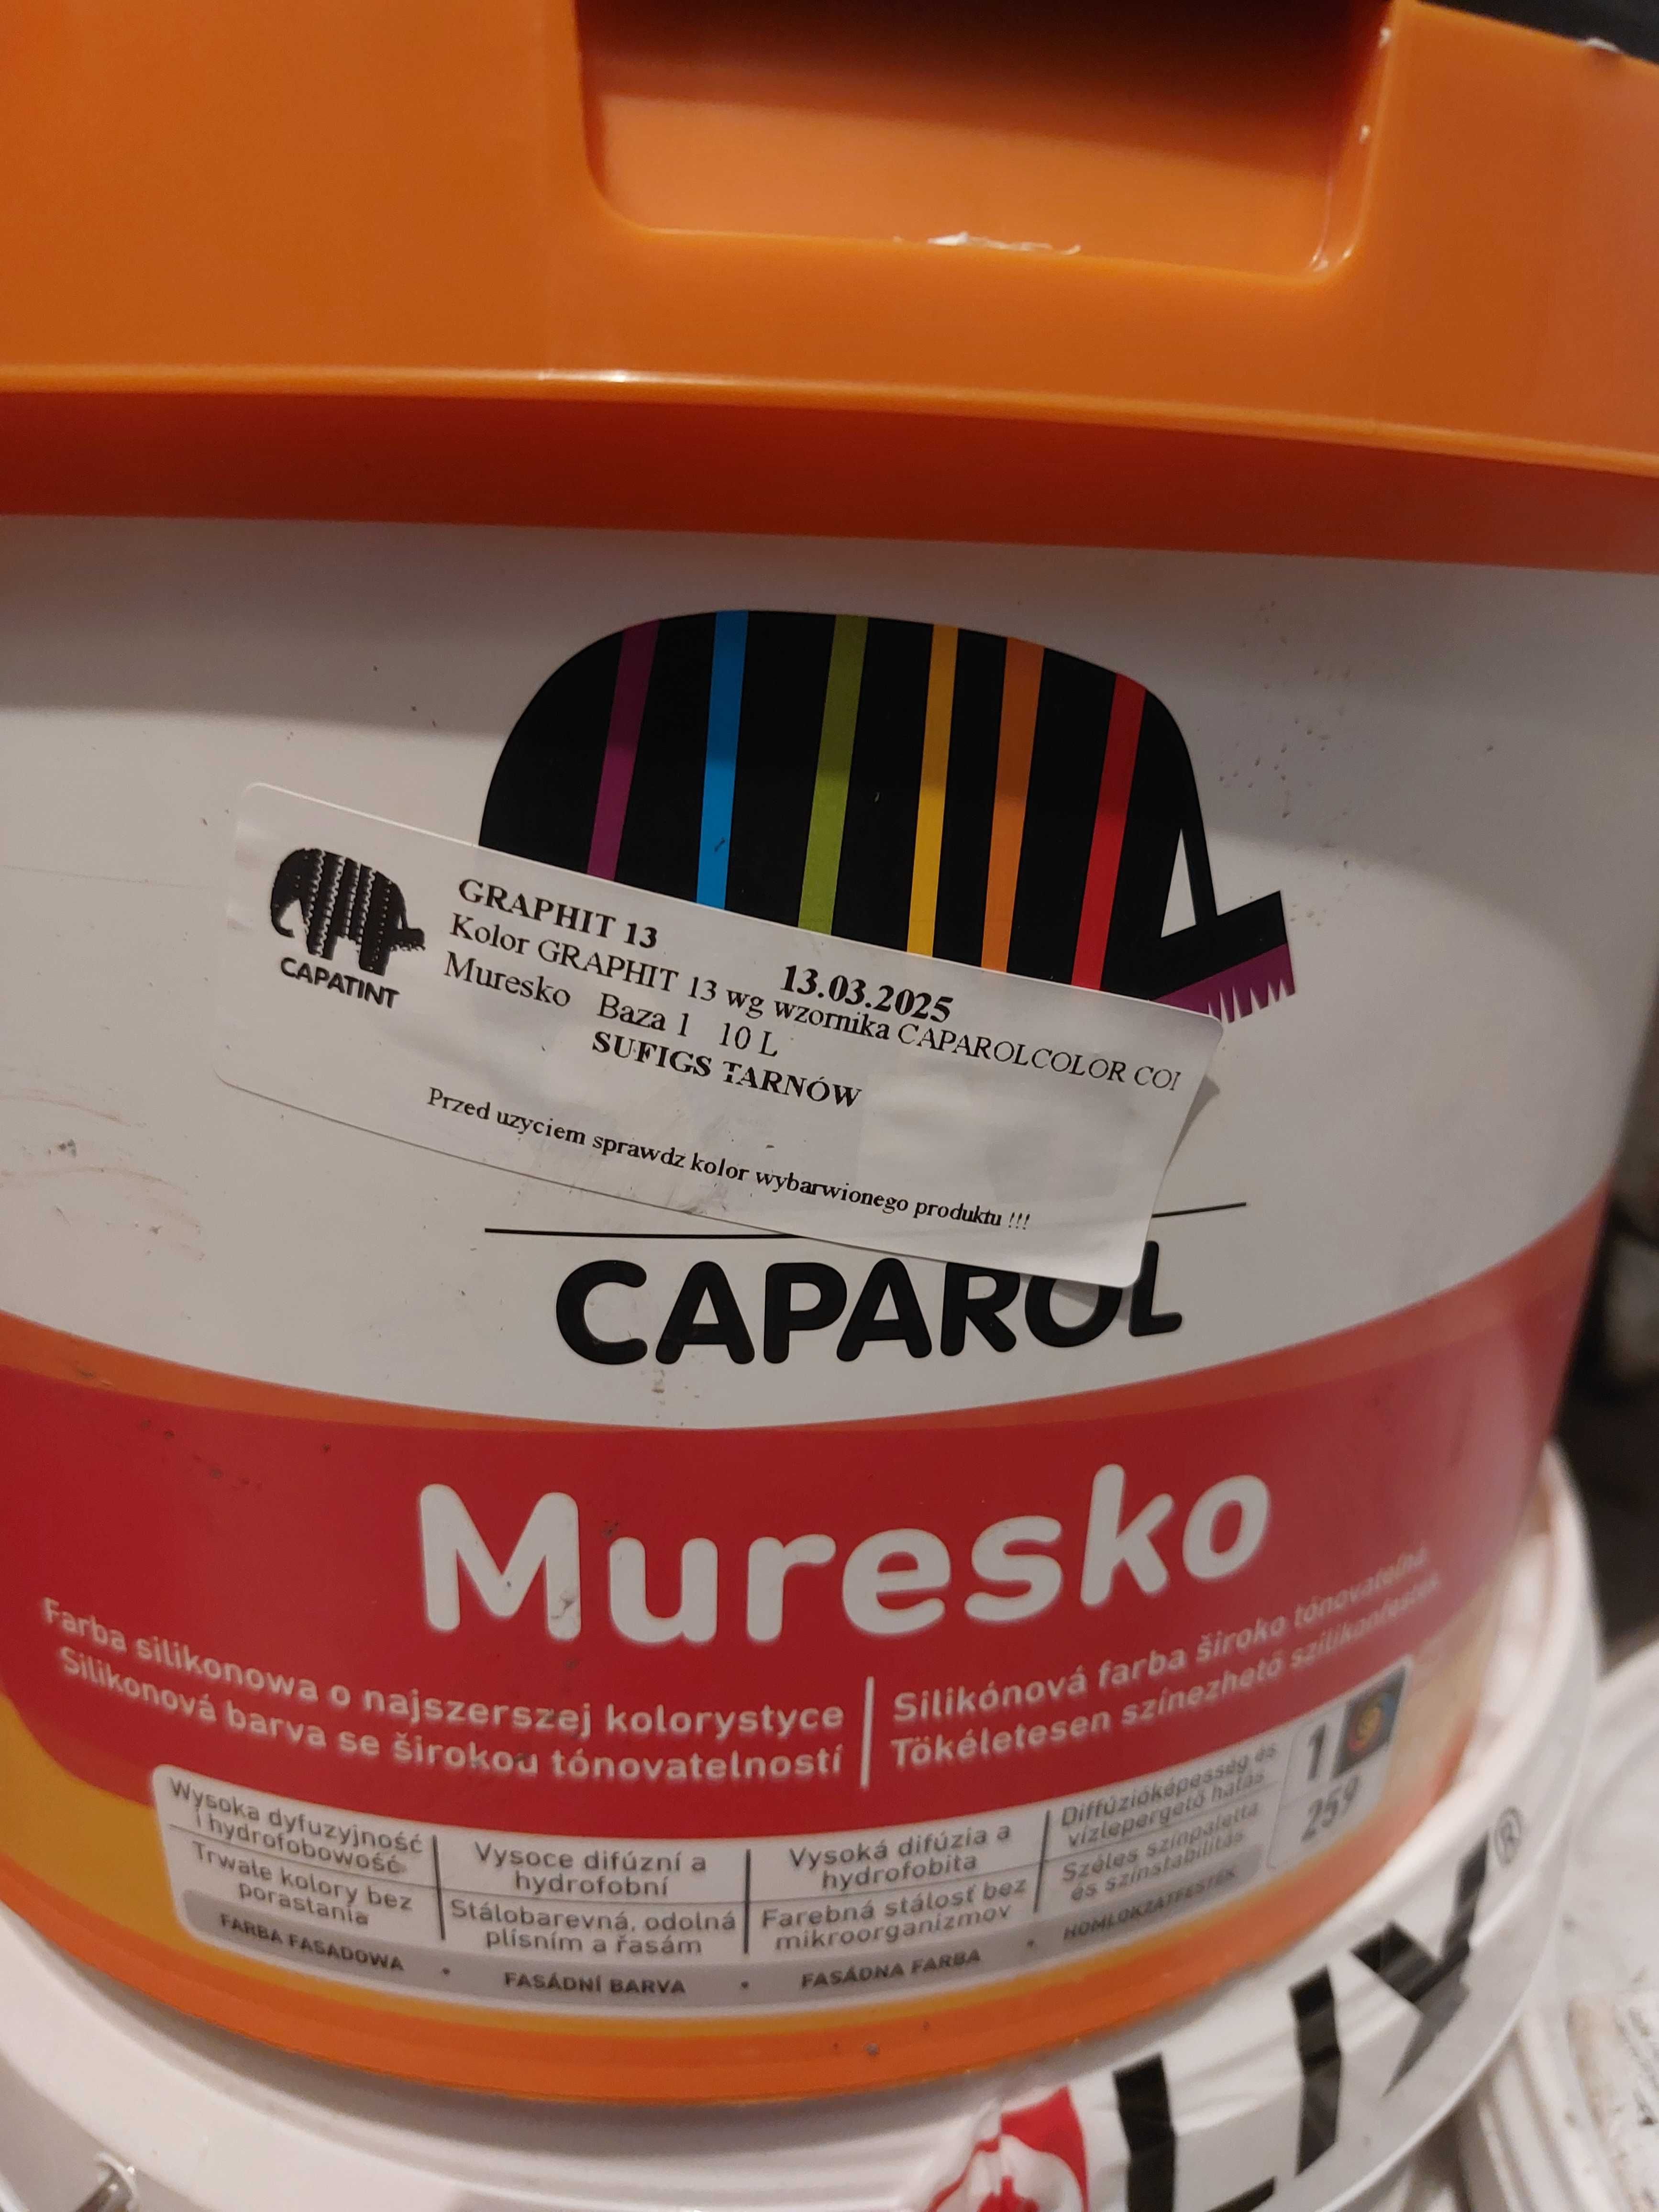 CAPATINT
GRAPHIT 13
13.03.2025
Kolor GRAPHIT 13 wg wzornika CAPAROLCOLOR COI
Muresko Baza 1 10 L
SUFIGS TARNÓW
Przed uzyciem sprawdz kolor wybarwionego produktu !!!
CAPAROL
Muresko
Farba silikonowa o najszerszej kolorystyce
Silikonová barva se širokou tónovatelností
Silikónová farba široko tónovateľná
Tökéletesen színezhető szilikonfesték
Wysoka dyfuzyjność
i hydrofobowość
Trwałe kolory bez
porastania
Vysoce difúzní a
hydrofobní
Stálobarevná, odolná
plísním a řasám
Vysoká difúzia a
hydrofobita
Farebná stálosť bez
mikroorganizmov
Diffúzióképesség és
vízlepergető hatás
Széles színpaletta
és színstabilitás
1
259
FARBA FASADOWA • FASÁDNÍ BARVA • FASÁDNA FARBA • HOMLOKZATFESTÉK
LIX®